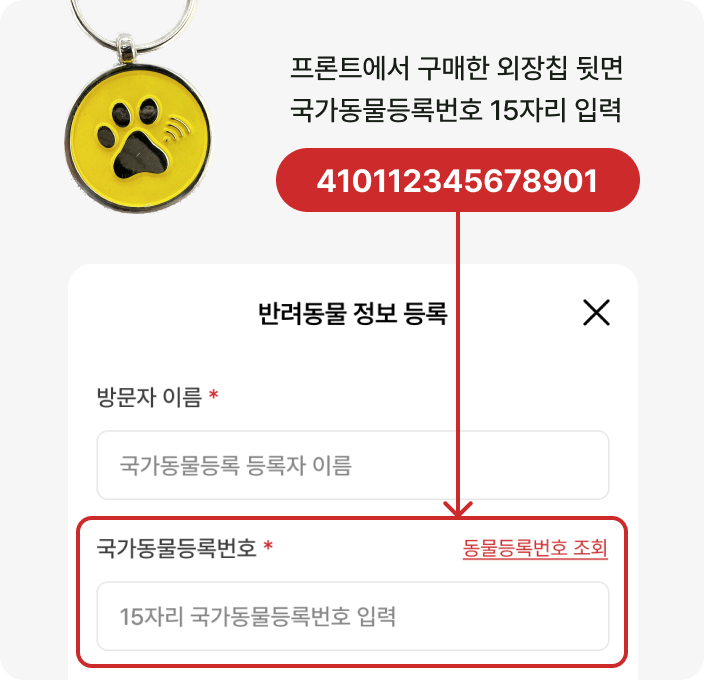 프론트에서 구매한 외장칩 뒷면
국가동물등록번호 15자리 입력
410112345678901
반려동물 정보 등록
방문자 이름 *
국가동물등록 등록자 이름
국가동물등록번호 * 동물등록번호 조회
15자리 국가동물등록번호 입력